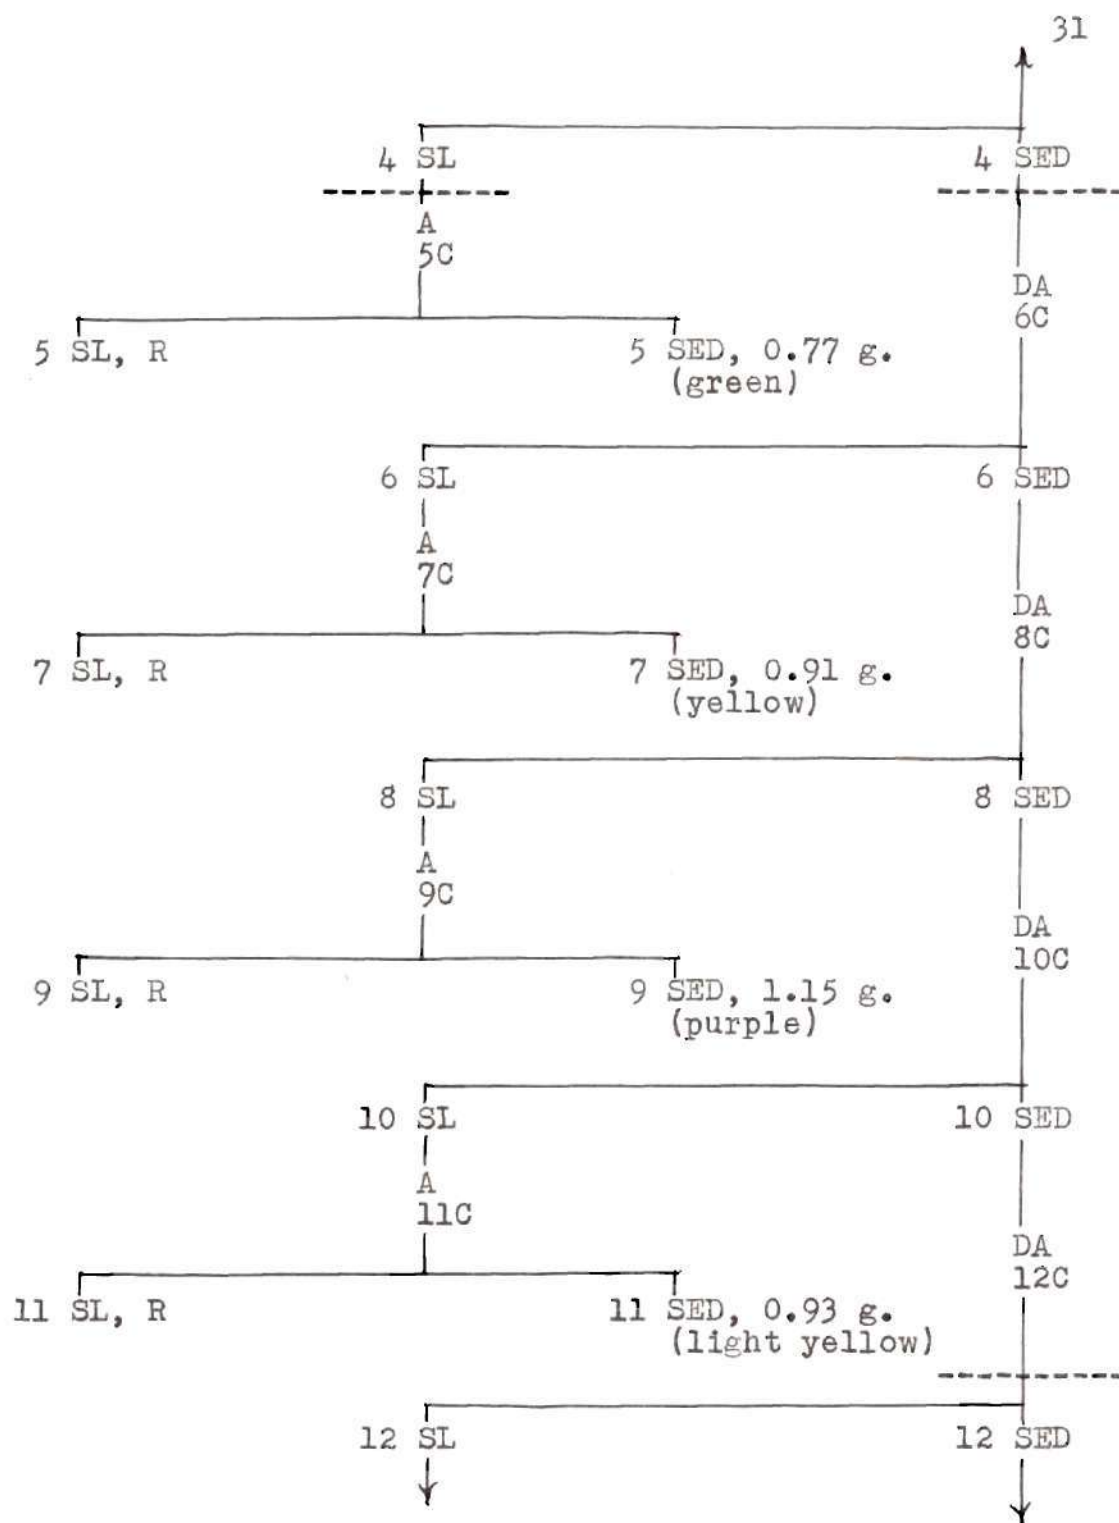 31
4 SL 4 SED
A
5C
DA
6C
5 SL, R 5 SED, 0.77 g.
(green)
6 SL 6 SED
A
7C
DA
8C
7 SL, R 7 SED, 0.91 g.
(yellow)
8 SL 8 SED
A
9C
DA
10C
9 SL, R 9 SED, 1.15 g.
(purple)
10 SL 10 SED
A
11C
DA
12C
11 SL, R 11 SED, 0.93 g.
(light yellow)
12 SL 12 SED